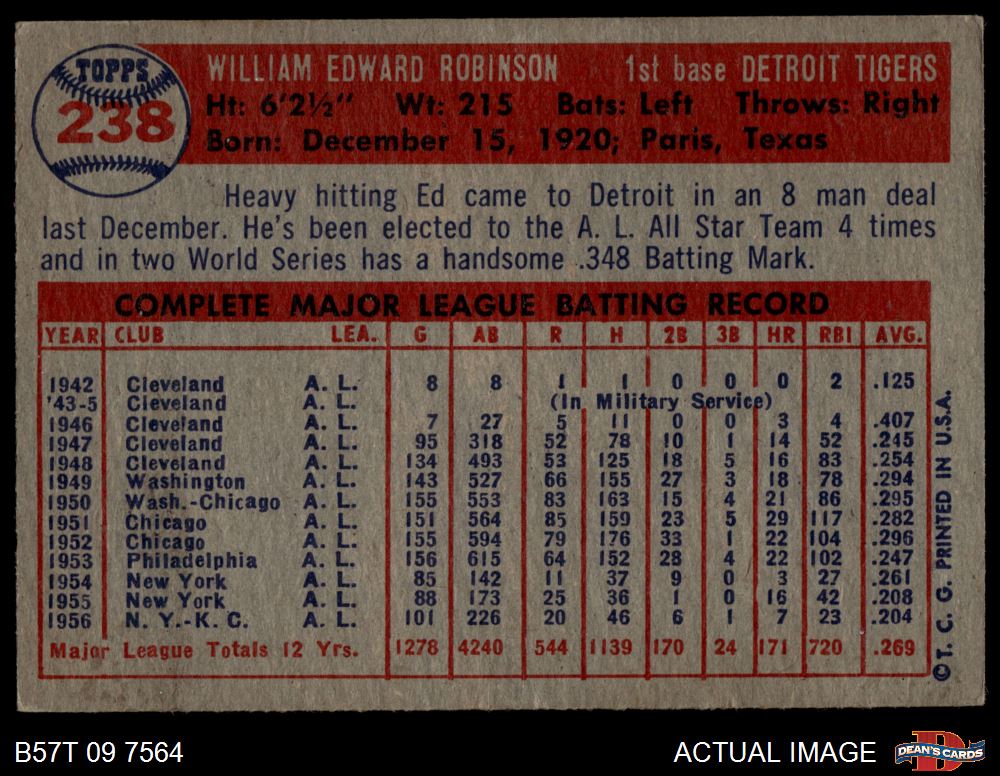 TOPPS
238
WILLIAM EDWARD ROBINSON 1st base DETROIT TIGERS
Ht: 6'2½" Wt: 215 Bats: Left Throws: Right
Born: December 15, 1920; Paris, Texas
Heavy hitting Ed came to Detroit in an 8 man deal
last December. He's been elected to the A. L. All Star Team 4 times
and in two World Series has a handsome .348 Batting Mark.
COMPLETE MAJOR LEAGUE BATTING RECORD
YEAR CLUB LEA. G AB R H 2B 3B HR RBI AVG.
1942 Cleveland A. L. 8 8 1 1 0 0 0 2 .125
'43-5 Cleveland A. L. (In Military Service)
1946 Cleveland A. L. 7 27 5 11 0 0 3 4 .407
1947 Cleveland A. L. 95 318 52 78 10 1 14 52 .245
1948 Cleveland A. L. 134 493 53 125 18 5 16 83 .254
1949 Washington A. L. 143 527 66 155 27 3 18 78 .294
1950 Wash.-Chicago A. L. 155 553 83 163 15 4 21 86 .295
1951 Chicago A. L. 151 564 85 159 23 5 29 117 .282
1952 Chicago A. L. 155 594 79 176 33 1 22 104 .296
1953 Philadelphia A. L. 156 615 64 152 28 4 22 102 .247
1954 New York A. L. 85 142 11 37 9 0 3 27 .261
1955 New York A. L. 88 173 25 36 1 0 16 42 .208
1956 N. Y.-K. C. A. L. 101 226 20 46 6 1 7 23 .204
Major League Totals 12 Yrs. 1278 4240 544 1139 170 24 171 720 .269
©T. C. G. PRINTED IN U.S.A.
B57T 09 7564
ACTUAL IMAGE
D
DEAN'S CARDS